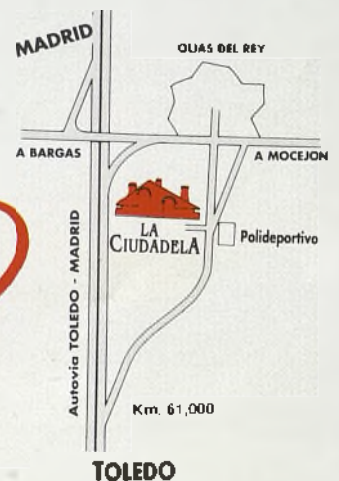 MADRID
OLIAS DEL REY
A BARGAS
A MOCEJON
LA
CIUDADELA
Polideportivo
Autovia TOLEDO - MADRID
Km. 61,000
TOLEDO